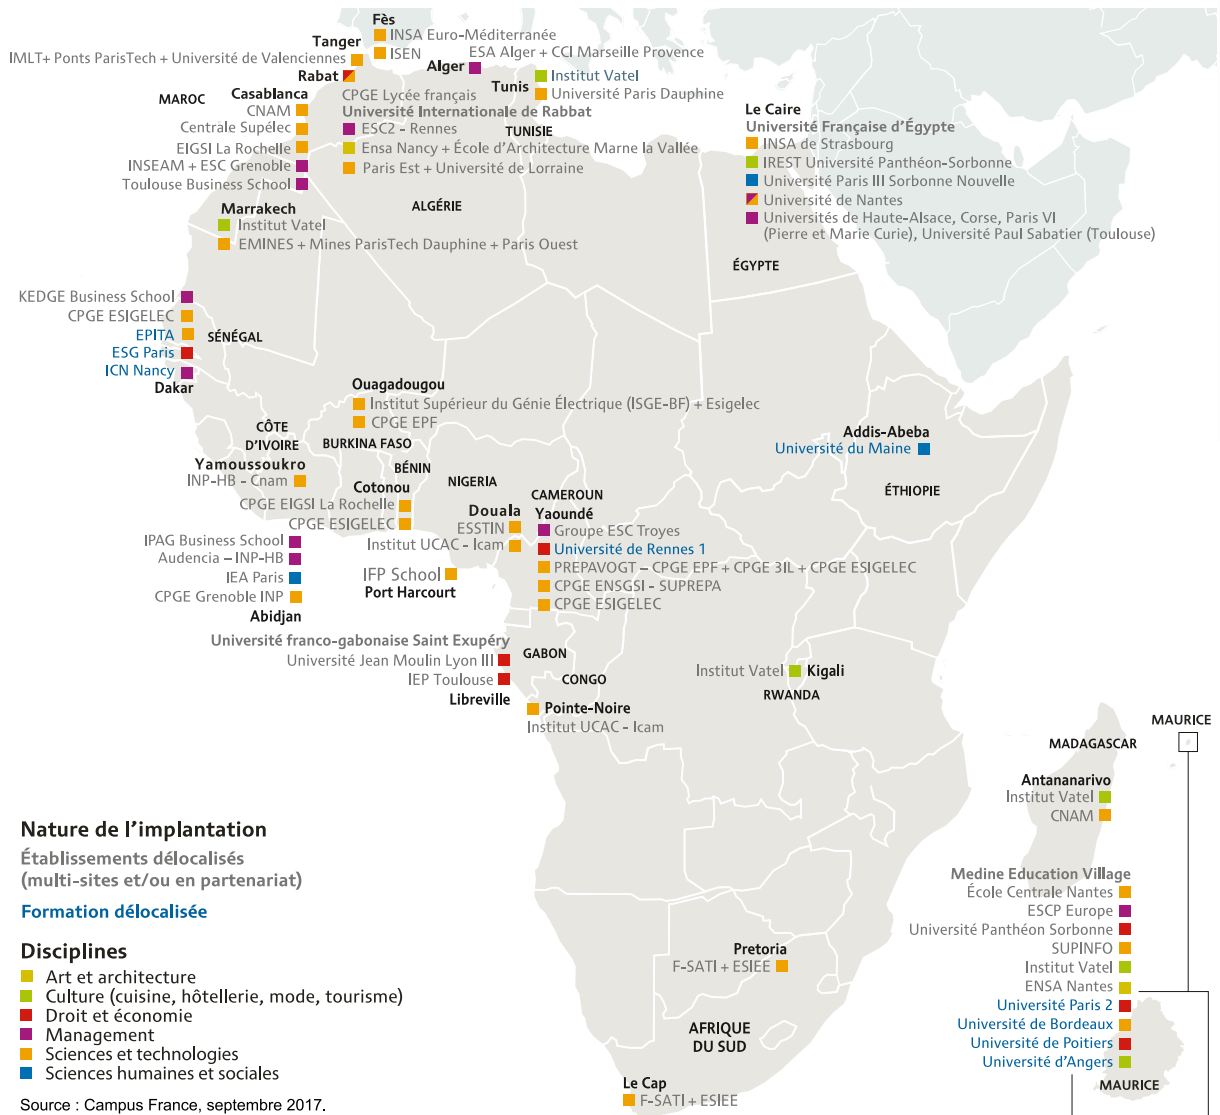 Fès
INSA Euro-Méditerranée
ISEN
Tanger
IMLT+ Ponts ParisTech + Université de Valenciennes
Rabat
CPGE Lycée français
Université Internationale de Rabbat
ESC2 - Rennes
Ensa Nancy + École d'Architecture Marne la Vallée
Paris Est + Université de Lorraine
ESA Alger + CCI Marseille Provence
Alger
Tunis
Institut Vatel
Université Paris Dauphine
TUNISIE
MAROC
Casablanca
CNAM
Centrale Supélec
EIGSI La Rochelle
INSEAM + ESC Grenoble
Toulouse Business School
Marrakech
Institut Vatel
EMINES + Mines ParisTech Dauphine + Paris Ouest
ALGÉRIE
Le Caire
Université Française d'Égypte
INSA de Strasbourg
IREST Université Panthéon-Sorbonne
Université Paris III Sorbonne Nouvelle
Université de Nantes
Universités de Haute-Alsace, Corse, Paris VI
(Pierre et Marie Curie), Université Paul Sabatier (Toulouse)
ÉGYPTE
KEDGE Business School
CPGE ESIGELEC
EPITA
ESG Paris
ICN Nancy
Dakar
SÉNÉGAL
Ouagadougou
Institut Supérieur du Génie Électrique (ISGE-BF) + Esigelec
CPGE EPF
BURKINA FASO
CÔTE
D'IVOIRE
Yamoussoukro
INP-HB - Cnam
BÉNIN
Cotonou
CPGE EIGSI La Rochelle
CPGE ESIGELEC
NIGERIA
Addis-Abeba
Université du Maine
ÉTHIOPIE
IPAG Business School
Audencia – INP-HB
IEA Paris
CPGE Grenoble INP
Abidjan
Douala
ESSTIN
Institut UCAC - Icam
IFP School
Port Harcourt
CAMEROUN
Yaoundé
Groupe ESC Troyes
Université de Rennes 1
PREPAVOGT – CPGE EPF + CPGE 3IL + CPGE ESIGELEC
CPGE ENSGSI - SUPREPA
CPGE ESIGELEC
Université franco-gabonaise Saint Exupéry
Université Jean Moulin Lyon III
IEP Toulouse
Libreville
GABON
CONGO
Pointe-Noire
Institut UCAC - Icam
Institut Vatel
Kigali
RWANDA
MAURICE
MADAGASCAR
Antananarivo
Institut Vatel
CNAM
Medine Education Village
École Centrale Nantes
ESCP Europe
Université Panthéon Sorbonne
SUPINFO
Institut Vatel
ENSA Nantes
Université Paris 2
Université de Bordeaux
Université de Poitiers
Université d'Angers
MAURICE
Pretoria
F-SATI + ESIEE
AFRIQUE
DU SUD
Le Cap
F-SATI + ESIEE
Nature de l'implantation
Établissements délocalisés
(multi-sites et/ou en partenariat)
Formation délocalisée
Disciplines
Art et architecture
Culture (cuisine, hôtellerie, mode, tourisme)
Droit et économie
Management
Sciences et technologies
Sciences humaines et sociales
Source : Campus France, septembre 2017.